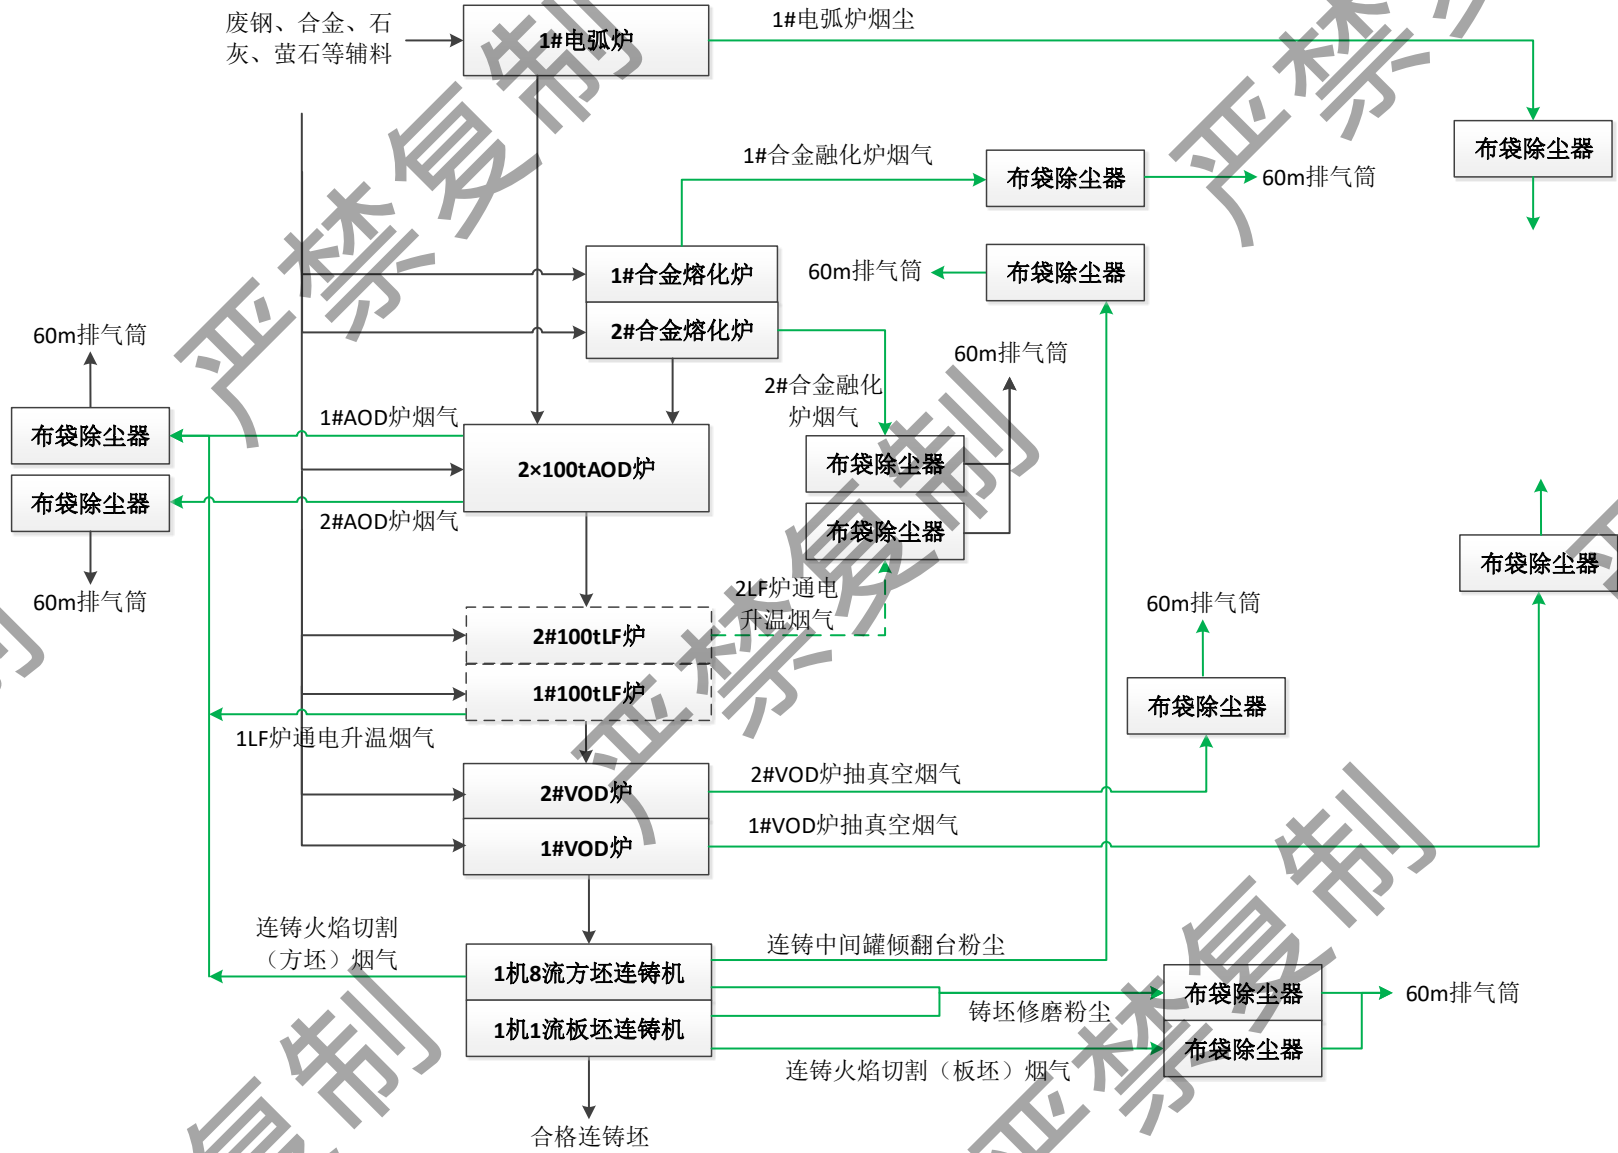 废钢、合金、石
灰、萤石等辅料
1#电弧炉
1#电弧炉烟尘
布袋除尘器
1#合金融化炉烟气
布袋除尘器
60m排气筒
1#合金熔化炉
60m排气筒
布袋除尘器
2#合金熔化炉
60m排气筒
60m排气筒
2#合金融化
炉烟气
1#AOD炉烟气
布袋除尘器
2×100tAOD炉
布袋除尘器
布袋除尘器
2#AOD炉烟气
布袋除尘器
60m排气筒
2LF炉通电
升温烟气
布袋除尘器
60m排气筒
2#100tLF炉
1#100tLF炉
布袋除尘器
1LF炉通电升温烟气
2#VOD炉
2#VOD炉抽真空烟气
1#VOD炉
1#VOD炉抽真空烟气
连铸火焰切割
（方坯）烟气
连铸中间罐倾翻台粉尘
1机8流方坯连铸机
布袋除尘器
60m排气筒
铸坯修磨粉尘
1机1流板坯连铸机
布袋除尘器
连铸火焰切割（板坯）烟气
合格连铸坯
严禁复制
严禁复制
严禁复制
严禁复制
复制
制
严